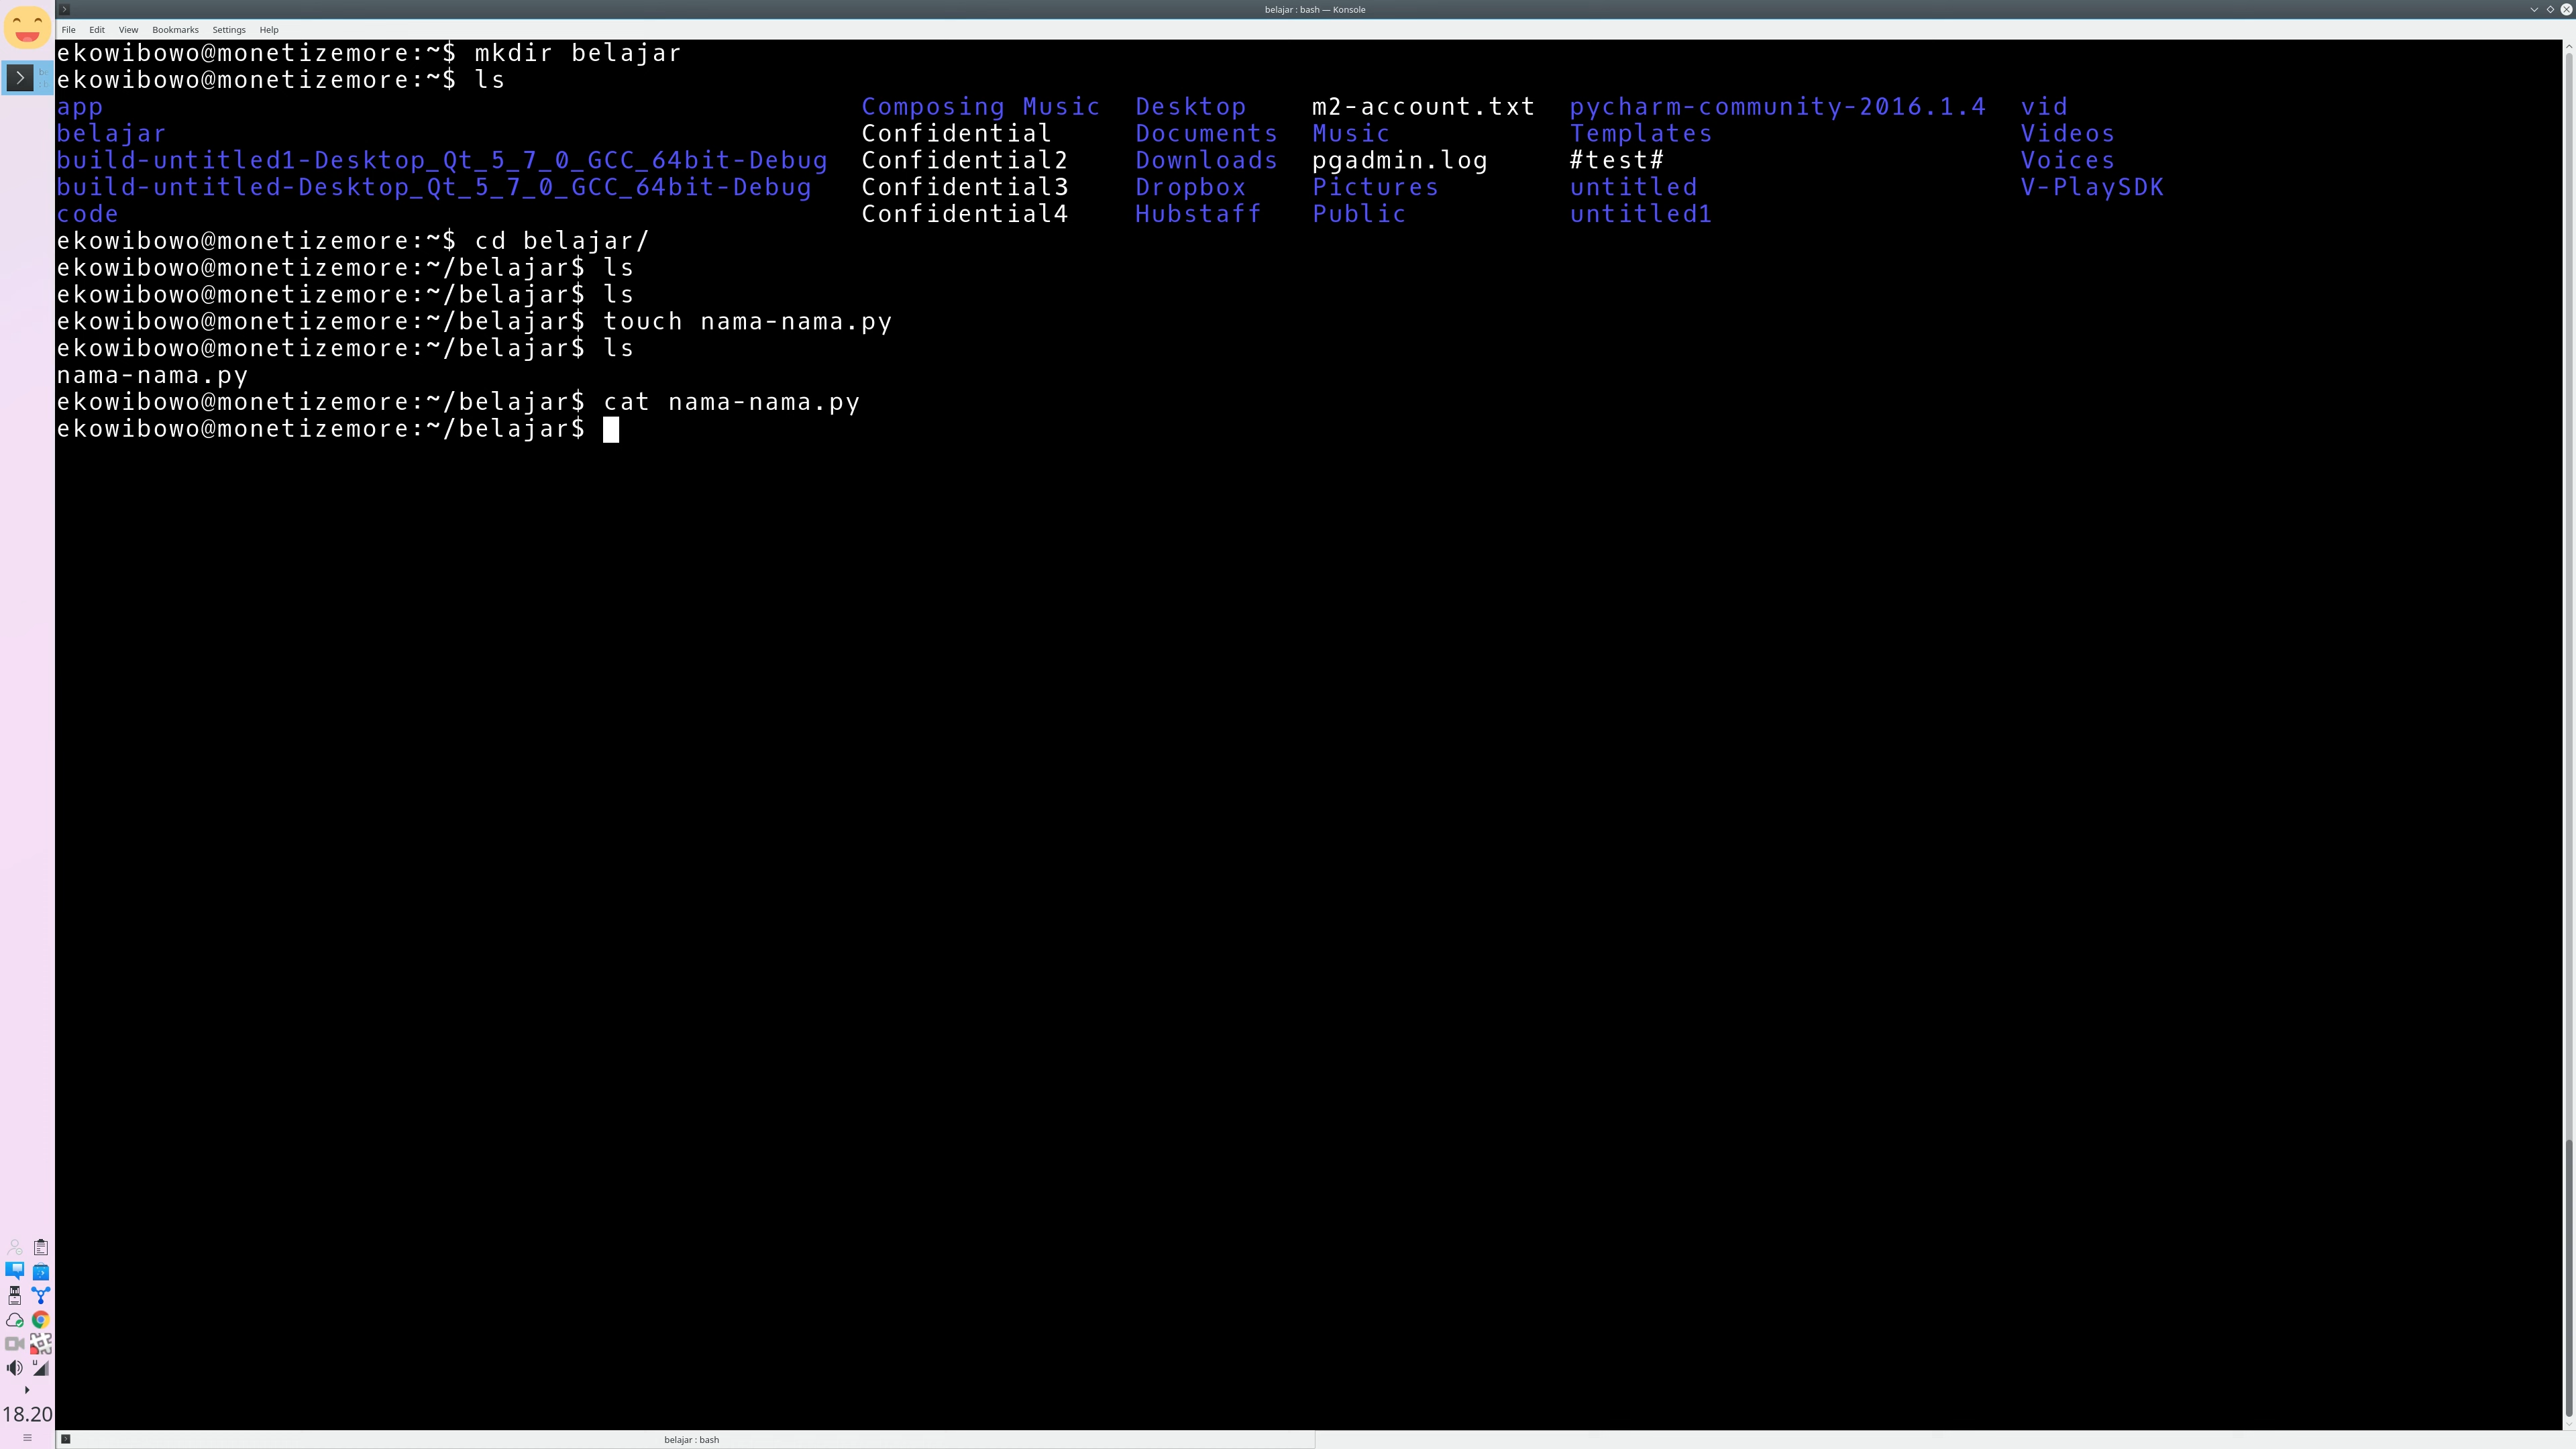 belajar : bash — Konsole
File Edit View Bookmarks Settings Help
ekowibowo@monetizemore:~$ mkdir belajar
ekowibowo@monetizemore:~$ ls
app Composing Music Desktop m2-account.txt pycharm-community-2016.1.4 vid
belajar Confidential Documents Music Templates Videos
build-untitled1-Desktop_Qt_5_7_0_GCC_64bit-Debug Confidential2 Downloads pgadmin.log #test# Voices
build-untitled-Desktop_Qt_5_7_0_GCC_64bit-Debug Confidential3 Dropbox Pictures untitled V-PlaySDK
code Confidential4 Hubstaff Public untitled1
ekowibowo@monetizemore:~$ cd belajar/
ekowibowo@monetizemore:~/belajar$ ls
ekowibowo@monetizemore:~/belajar$ ls
ekowibowo@monetizemore:~/belajar$ touch nama-nama.py
ekowibowo@monetizemore:~/belajar$ ls
nama-nama.py
ekowibowo@monetizemore:~/belajar$ cat nama-nama.py
ekowibowo@monetizemore:~/belajar$
18.20
belajar : bash